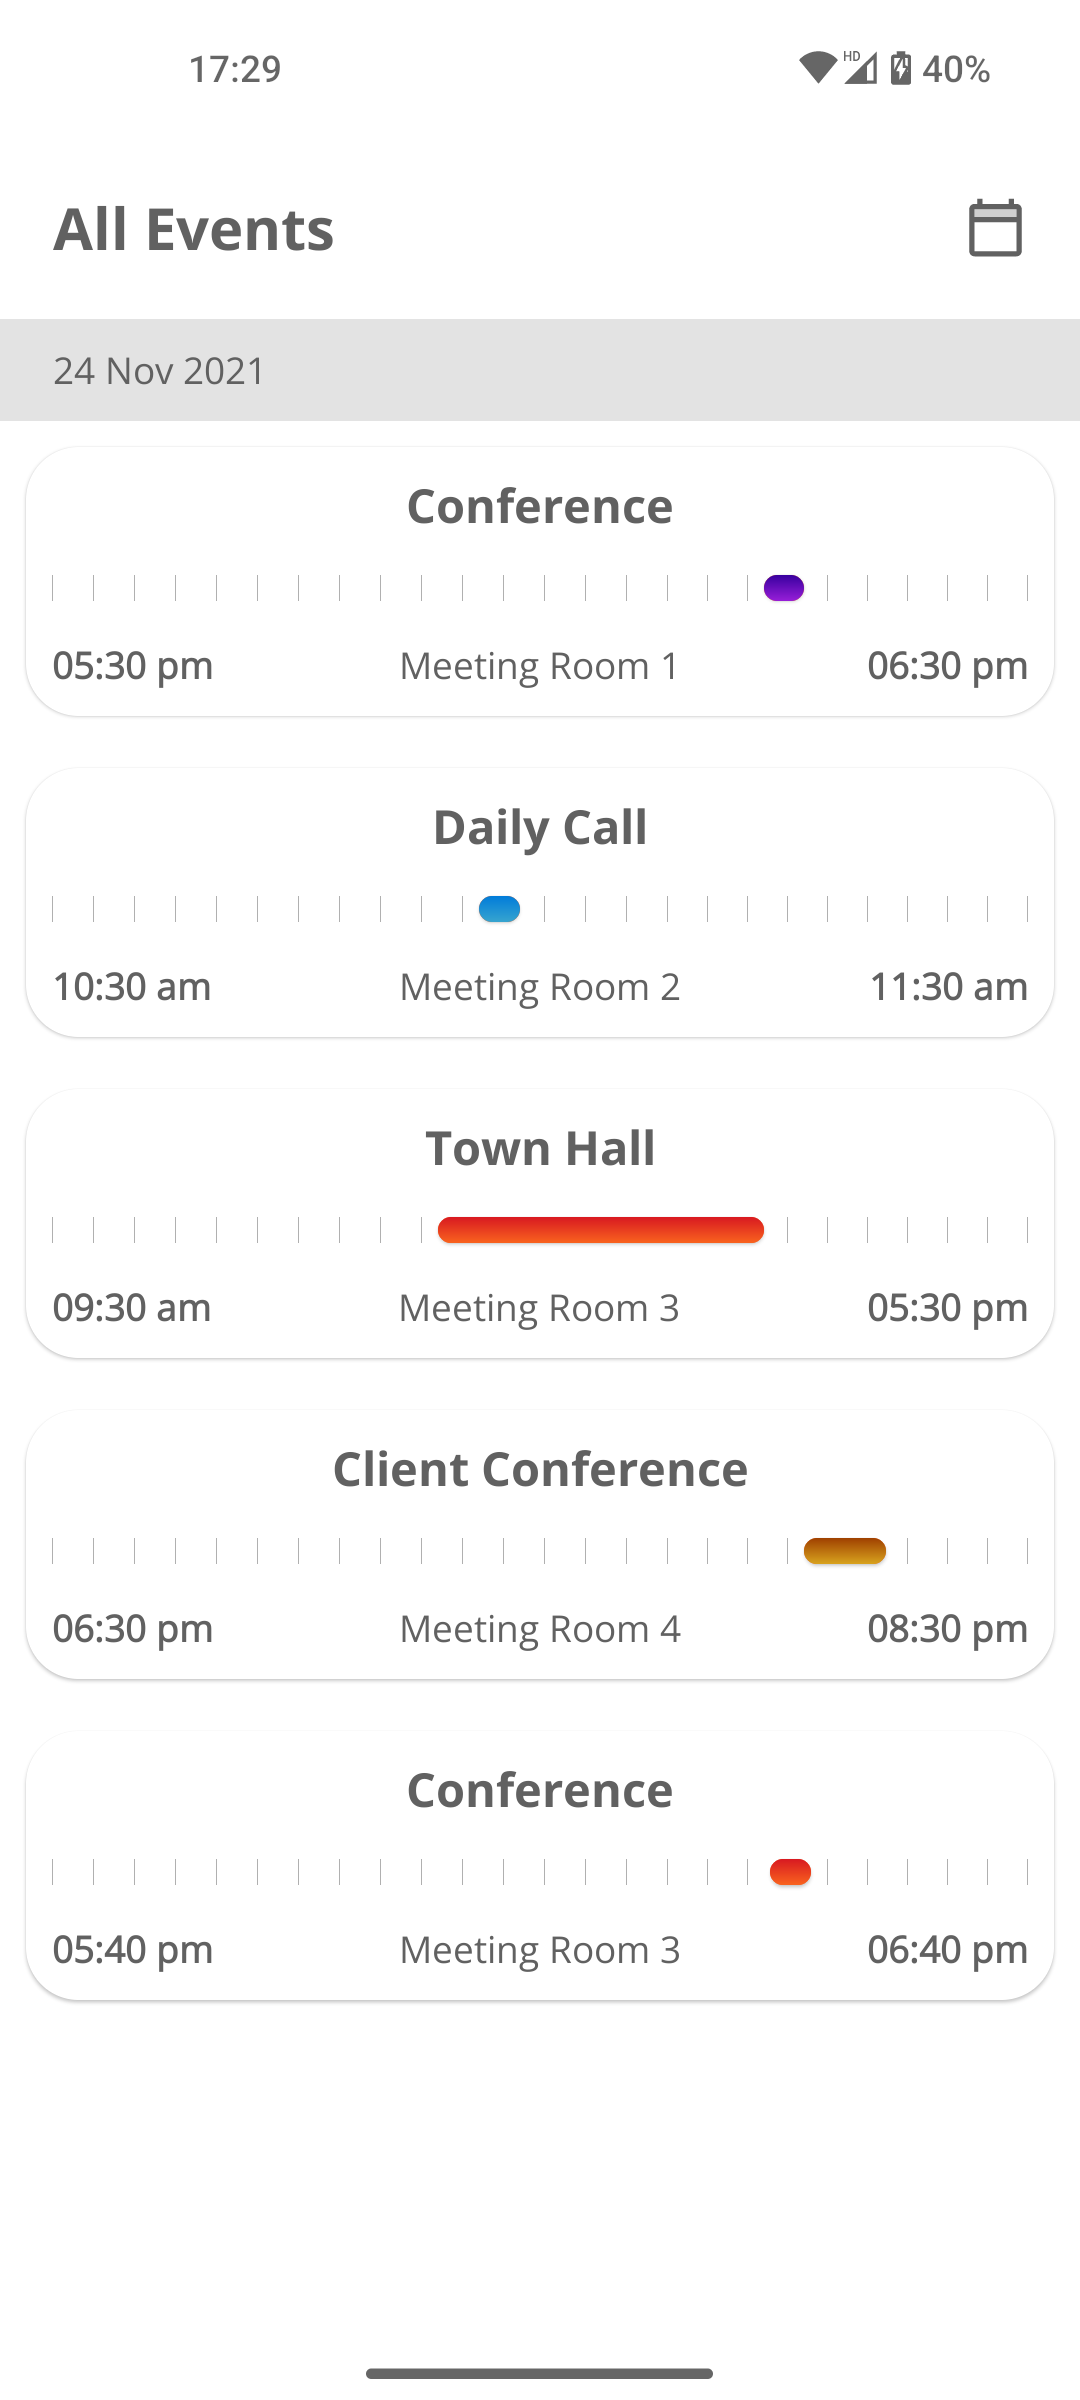 17:29 HD 40%
All Events
24 Nov 2021
Conference
05:30 pm Meeting Room 1 06:30 pm
Daily Call
10:30 am Meeting Room 2 11:30 am
Town Hall
09:30 am Meeting Room 3 05:30 pm
Client Conference
06:30 pm Meeting Room 4 08:30 pm
Conference
05:40 pm Meeting Room 3 06:40 pm